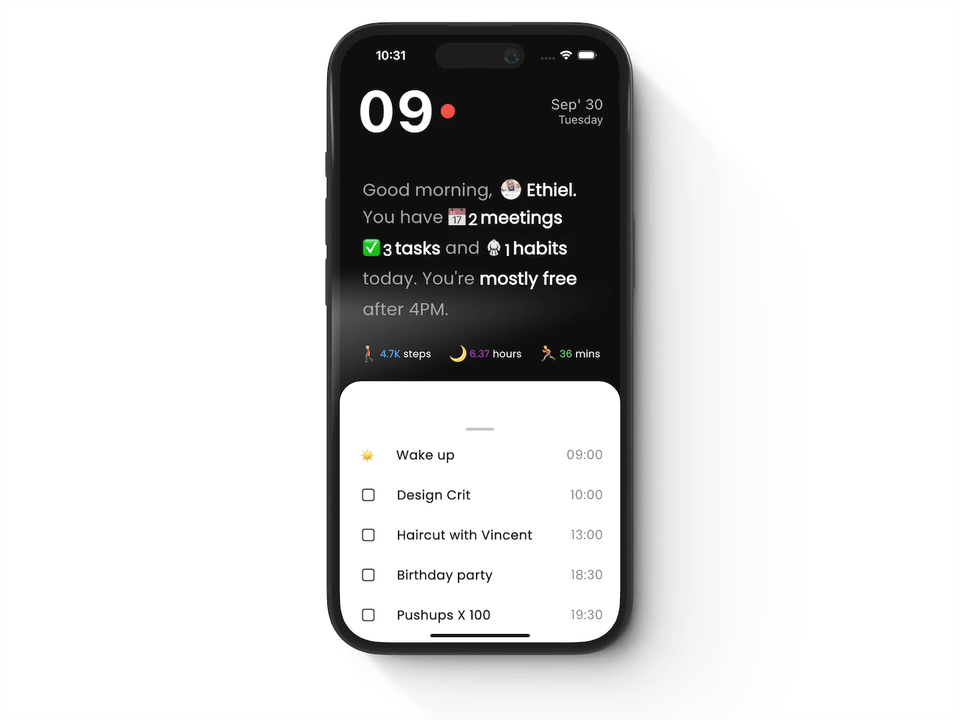 10:31
09
Sep' 30
Tuesday
Good morning, Ethiel.
You have 17 2 meetings
3 tasks and 1 habits
today. You're mostly free
after 4PM.
4.7K steps 6.37 hours 36 mins
Wake up 09:00
Design Crit 10:00
Haircut with Vincent 13:00
Birthday party 18:30
Pushups X 100 19:30